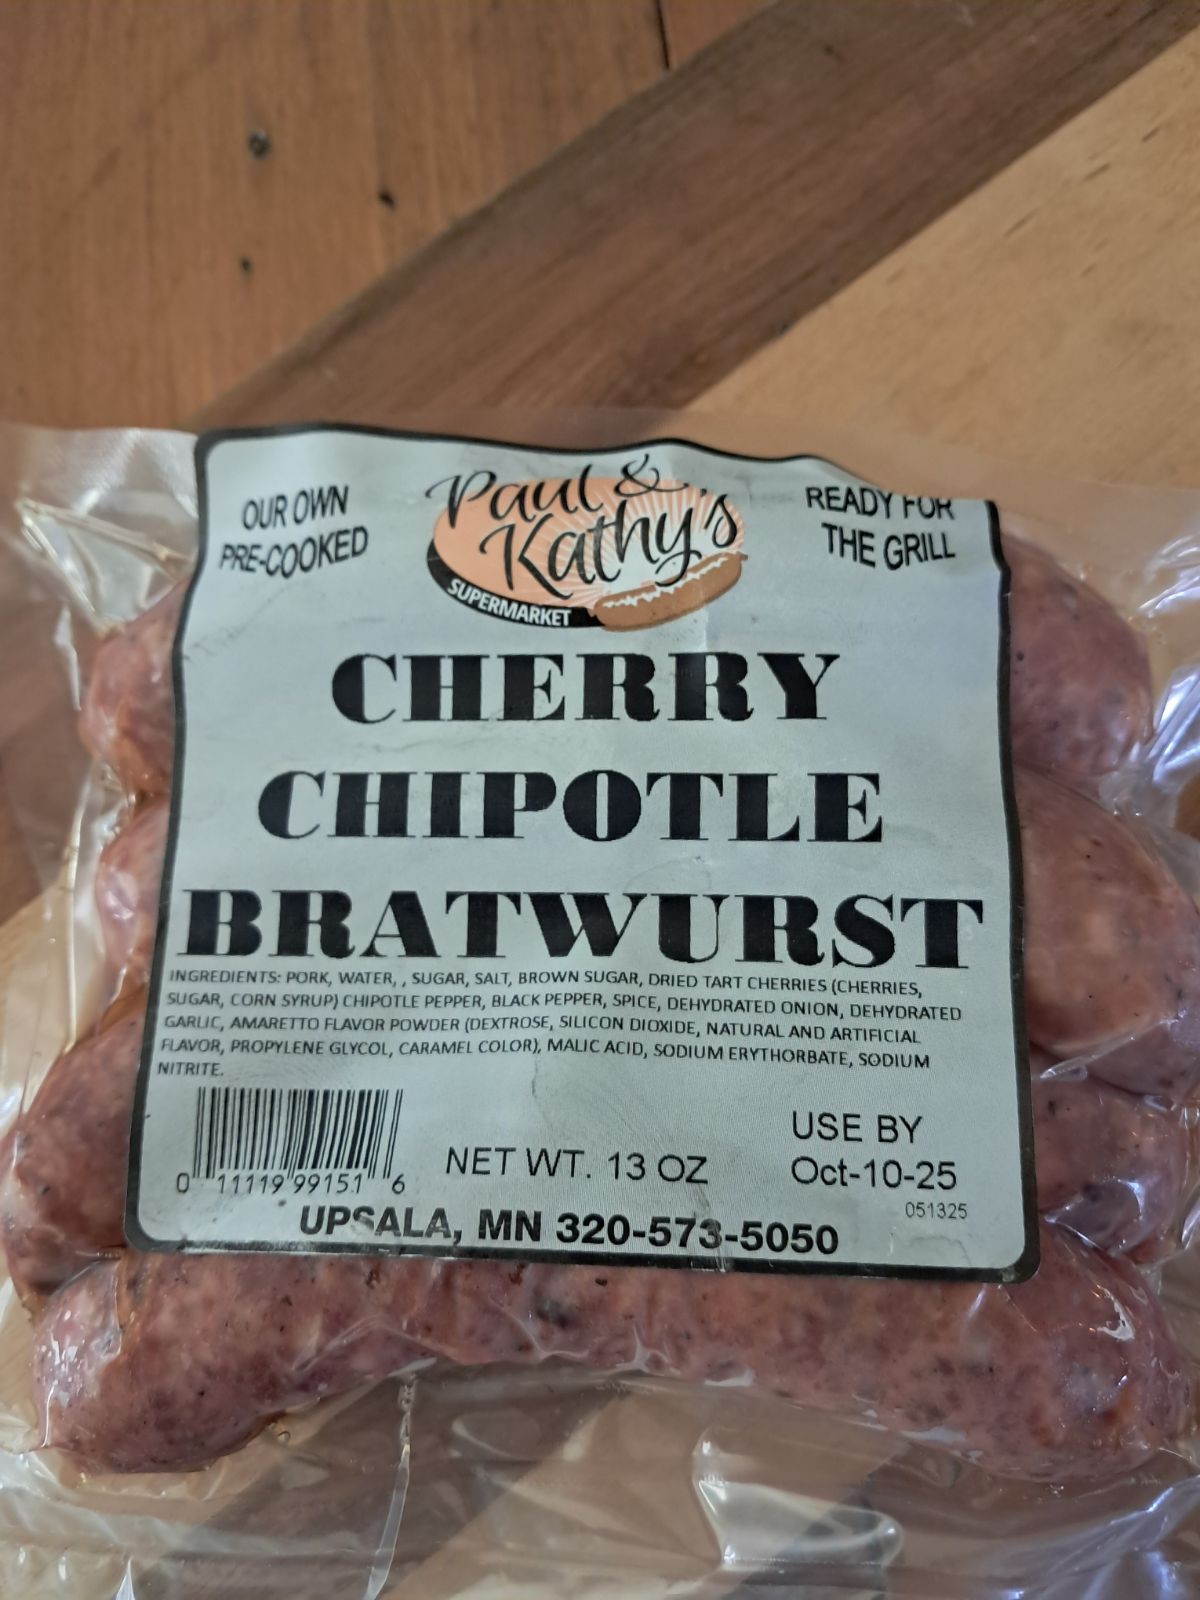 OUR OWN
PRE-COOKED
Paul &
Kathy's
SUPERMARKET
READY FOR
THE GRILL
CHERRY
CHIPOTLE
BRATWURST
INGREDIENTS: PORK, WATER, , SUGAR, SALT, BROWN SUGAR, DRIED TART CHERRIES (CHERRIES,
SUGAR, CORN SYRUP) CHIPOTLE PEPPER, BLACK PEPPER, SPICE, DEHYDRATED ONION, DEHYDRATED
GARLIC, AMARETTO FLAVOR POWDER (DEXTROSE, SILICON DIOXIDE, NATURAL AND ARTIFICIAL
FLAVOR, PROPYLENE GLYCOL, CARAMEL COLOR), MALIC ACID, SODIUM ERYTHORBATE, SODIUM
NITRITE.
0 11119 99151 6
NET WT. 13 OZ
USE BY
Oct-10-25
051325
UPSALA, MN 320-573-5050